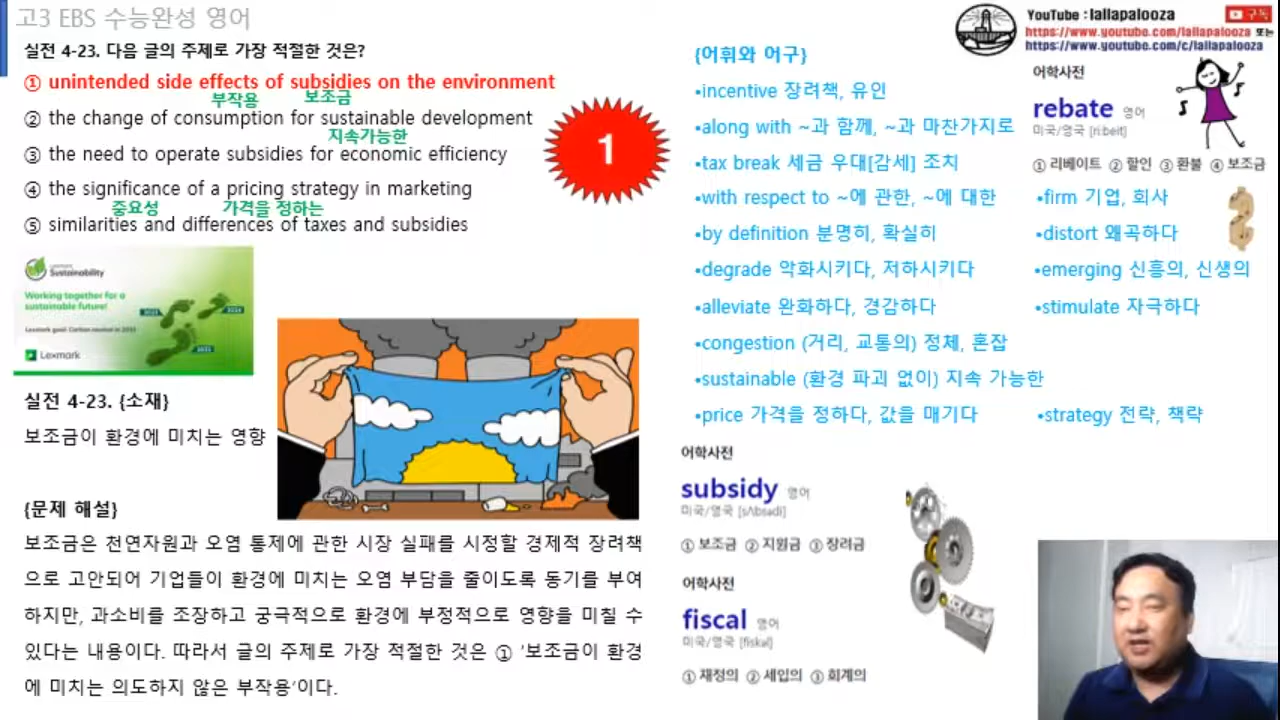 고3 EBS 수능완성 영어
실전 4-23. 다음 글의 주제로 가장 적절한 것은?
① unintended side effects of subsidies on the environment
부작용 보조금
② the change of consumption for sustainable development
지속가능한
③ the need to operate subsidies for economic efficiency
④ the significance of a pricing strategy in marketing
중요성 가격을 정하는
⑤ similarities and differences of taxes and subsidies
1
Sustainability
Working together for a
sustainable future!
Lexmark
실전 4-23. {소재}
보조금이 환경에 미치는 영향
{문제 해설}
보조금은 천연자원과 오염 통제에 관한 시장 실패를 시정할 경제적 장려책
으로 고안되어 기업들이 환경에 미치는 오염 부담을 줄이도록 동기를 부여
하지만, 과소비를 조장하고 궁극적으로 환경에 부정적으로 영향을 미칠 수
있다는 내용이다. 따라서 글의 주제로 가장 적절한 것은 ① '보조금이 환경
에 미치는 의도하지 않은 부작용'이다.
{어휘와 어구}
•incentive 장려책, 유인
•along with ~과 함께, ~과 마찬가지로
•tax break 세금 우대[감세] 조치
•with respect to ~에 관한, ~에 대한
•firm 기업, 회사
•by definition 분명히, 확실히
•distort 왜곡하다
•degrade 악화시키다, 저하시키다
•emerging 신흥의, 신생의
•alleviate 완화하다, 경감하다
•stimulate 자극하다
•congestion (거리, 교통의) 정체, 혼잡
•sustainable (환경 파괴 없이) 지속 가능한
•price 가격을 정하다, 값을 매기다
•strategy 전략, 책략
YouTube : lallapalooza
구독
https://www.youtube.com/lallapalooza 또는
https://www.youtube.com/c/lallapalooza
어학사전
rebate 영어
미국/영국 [ri:beit]
① 리베이트 ② 할인 ③ 환불 ④ 보조금
어학사전
subsidy 영어
미국/영국 [sʌbsədi]
① 보조금 ② 지원금 ③ 장려금
어학사전
fiscal 영어
미국/영국 [fiskəl]
① 재정의 ② 세입의 ③ 회계의